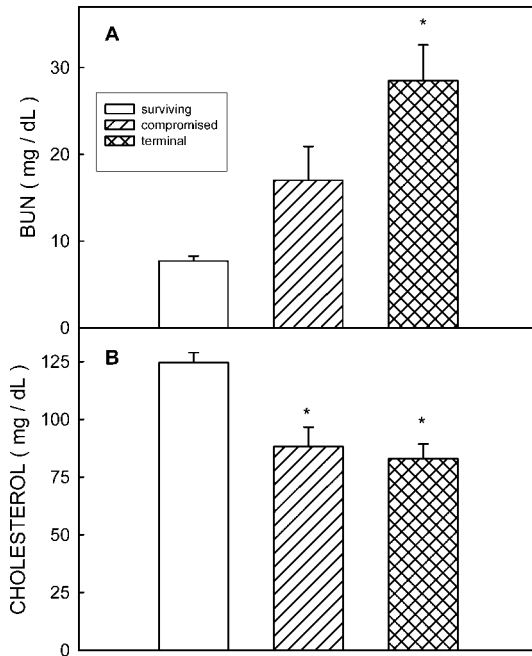 A
*
30
surviving
compromised
terminal
20
10
0
BUN ( mg / dL )
B
125
*
*
100
75
50
25
0
CHOLESTEROL ( mg / dL )